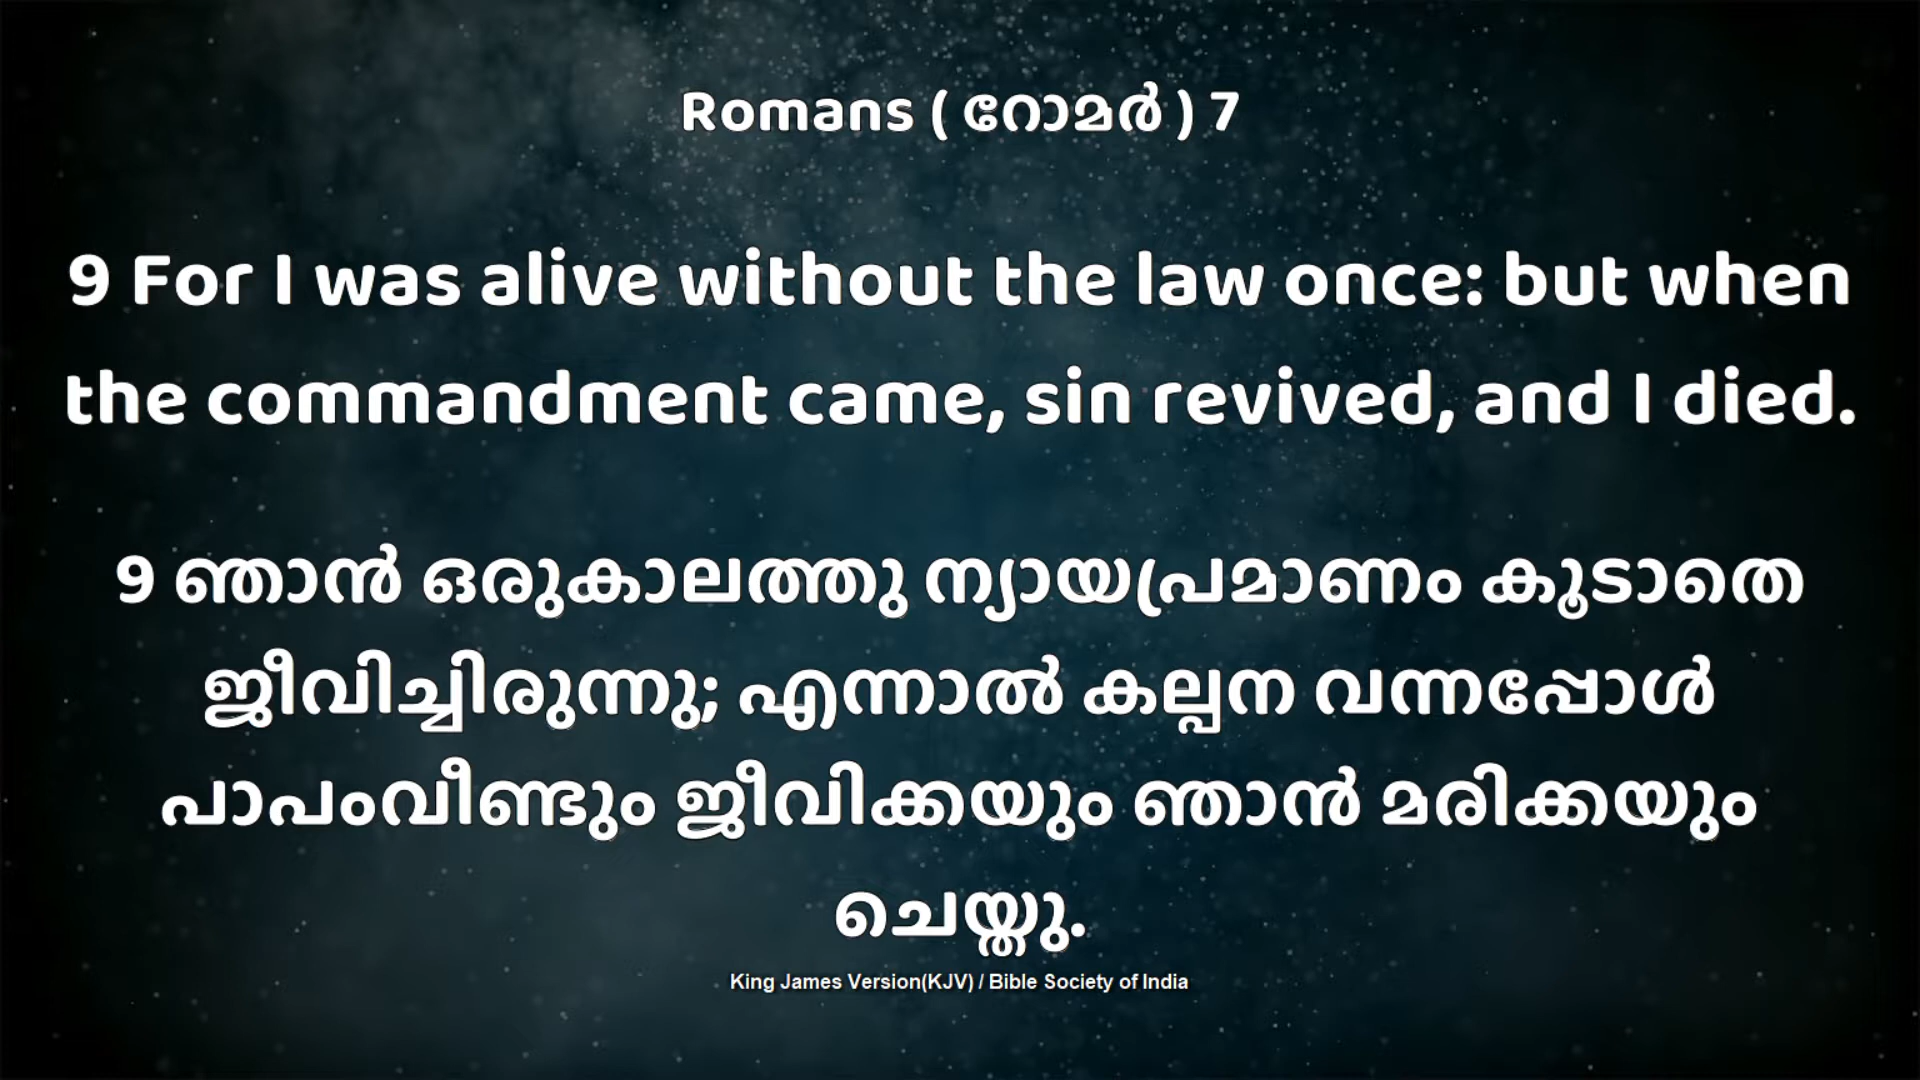 Romans ( റോമർ ) 7
9 For I was alive without the law once: but when
the commandment came, sin revived, and I died.
9 ഞാൻ ഒരുകാലത്തു ന്യായപ്രമാണം കൂടാതെ
ജീവിച്ചിരുന്നു; എന്നാൽ കല്പന വന്നപ്പോൾ
പാപംവീണ്ടും ജീവിക്കയും ഞാൻ മരിക്കയും
ചെയ്തു.
King James Version(KJV) / Bible Society of India